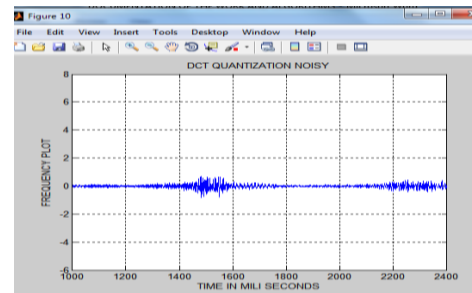 Figure 10
File Edit View Insert Tools Desktop Window Help
DCT QUANTIZATION NOISY
8
6
4
2
0
-2
-4
-6
FREQUENCY PLOT
1000 1200 1400 1600 1800 2000 2200 2400
TIME IN MILI SECONDS